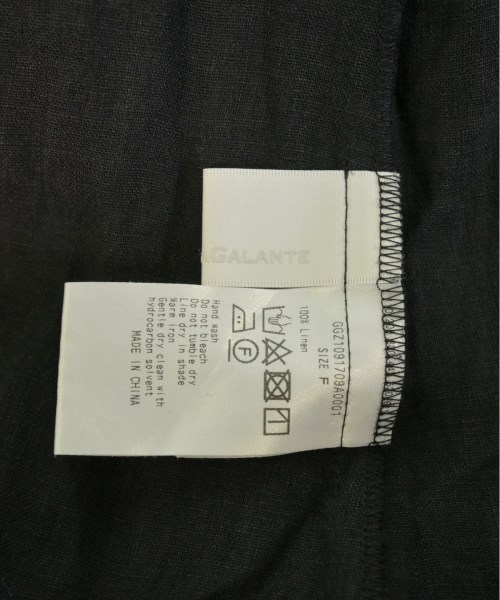 GALANTE
GG21091709A0001
SIZE F
100% Linen
F
Hand wash
Do not bleach
Do not tumble dry
Line dry in shade
Warm iron
Gentle dry clean with
hydrocarbon solvent
MADE IN CHINA